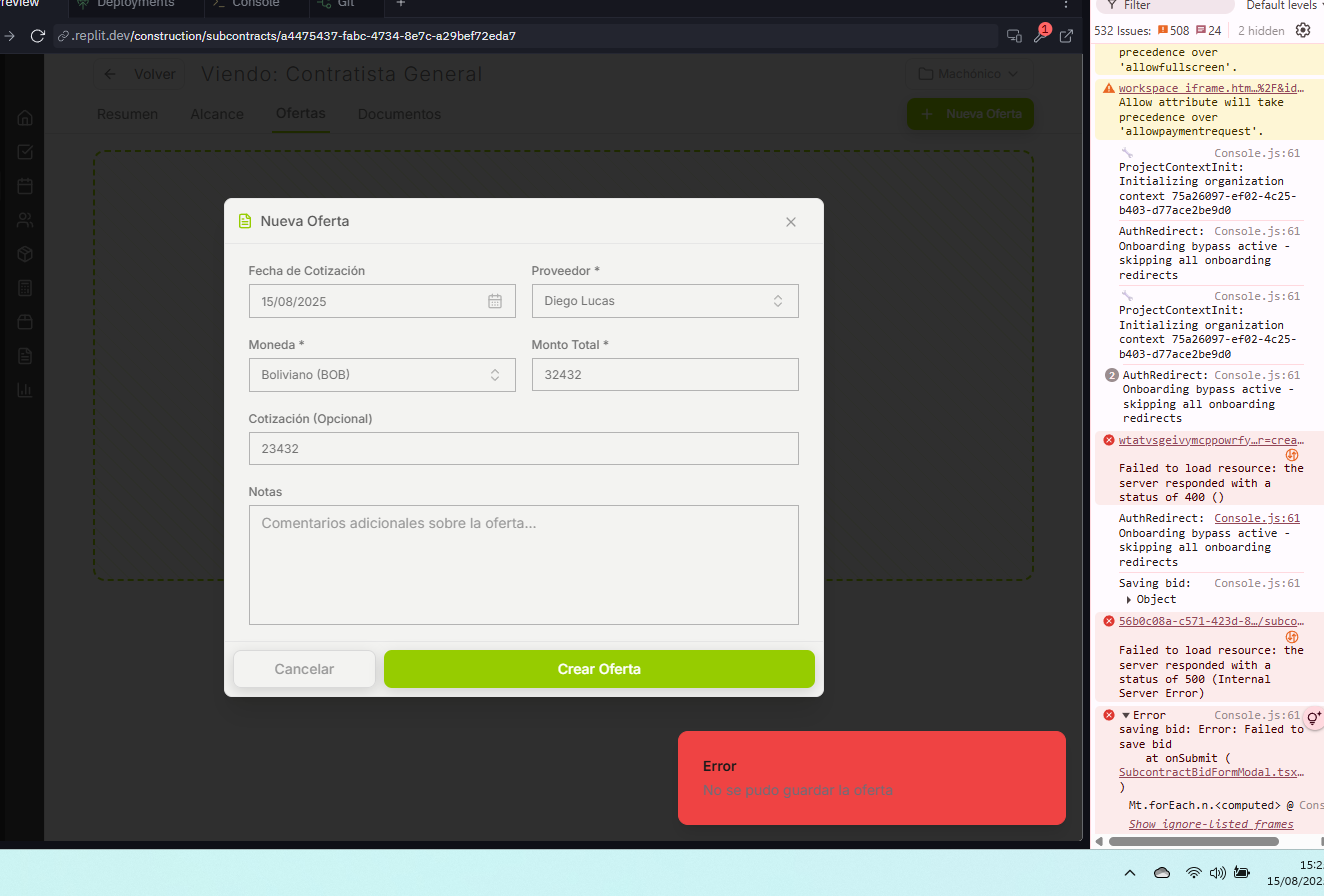 review
Deployments
Console
Git
.replit.dev/construction/subcontracts/a4475437-fabc-4734-8e7c-a29bef72eda7
1
Volver
Viendo: Contratista General
Machónico
Resumen
Alcance
Ofertas
Documentos
+ Nueva Oferta
Nueva Oferta
Fecha de Cotización
Proveedor *
15/08/2025
Diego Lucas
Moneda *
Monto Total *
Boliviano (BOB)
32432
Cotización (Opcional)
23432
Notas
Comentarios adicionales sobre la oferta...
Cancelar
Crear Oferta
Error
No se pudo guardar la oferta
Filter
Default levels
532 Issues: 508 24 2 hidden
precedence over
'allowfullscreen'.
workspace_iframe.htm…%2F&id…
Allow attribute will take
precedence over
'allowpaymentrequest'.
Console.js:61
ProjectContextInit:
Initializing organization
context 75a26097-ef02-4c25-
b403-d77ace2be9d0
AuthRedirect: Console.js:61
Onboarding bypass active -
skipping all onboarding
redirects
Console.js:61
ProjectContextInit:
Initializing organization
context 75a26097-ef02-4c25-
b403-d77ace2be9d0
2 AuthRedirect: Console.js:61
Onboarding bypass active -
skipping all onboarding
redirects
wtatvsgeivymcppowrfy…r=crea…
Failed to load resource: the
server responded with a
status of 400 ()
AuthRedirect: Console.js:61
Onboarding bypass active -
skipping all onboarding
redirects
Saving bid: Console.js:61
Object
56b0c08a-c571-423d-8…/subco…
Failed to load resource: the
server responded with a
status of 500 (Internal
Server Error)
Error Console.js:61
saving bid: Error: Failed to
save bid
at onSubmit (
SubcontractBidFormModal.tsx…
)
Mt.forEach.n.<computed> @ Cons
Show ignore-listed frames
15:2
15/08/202